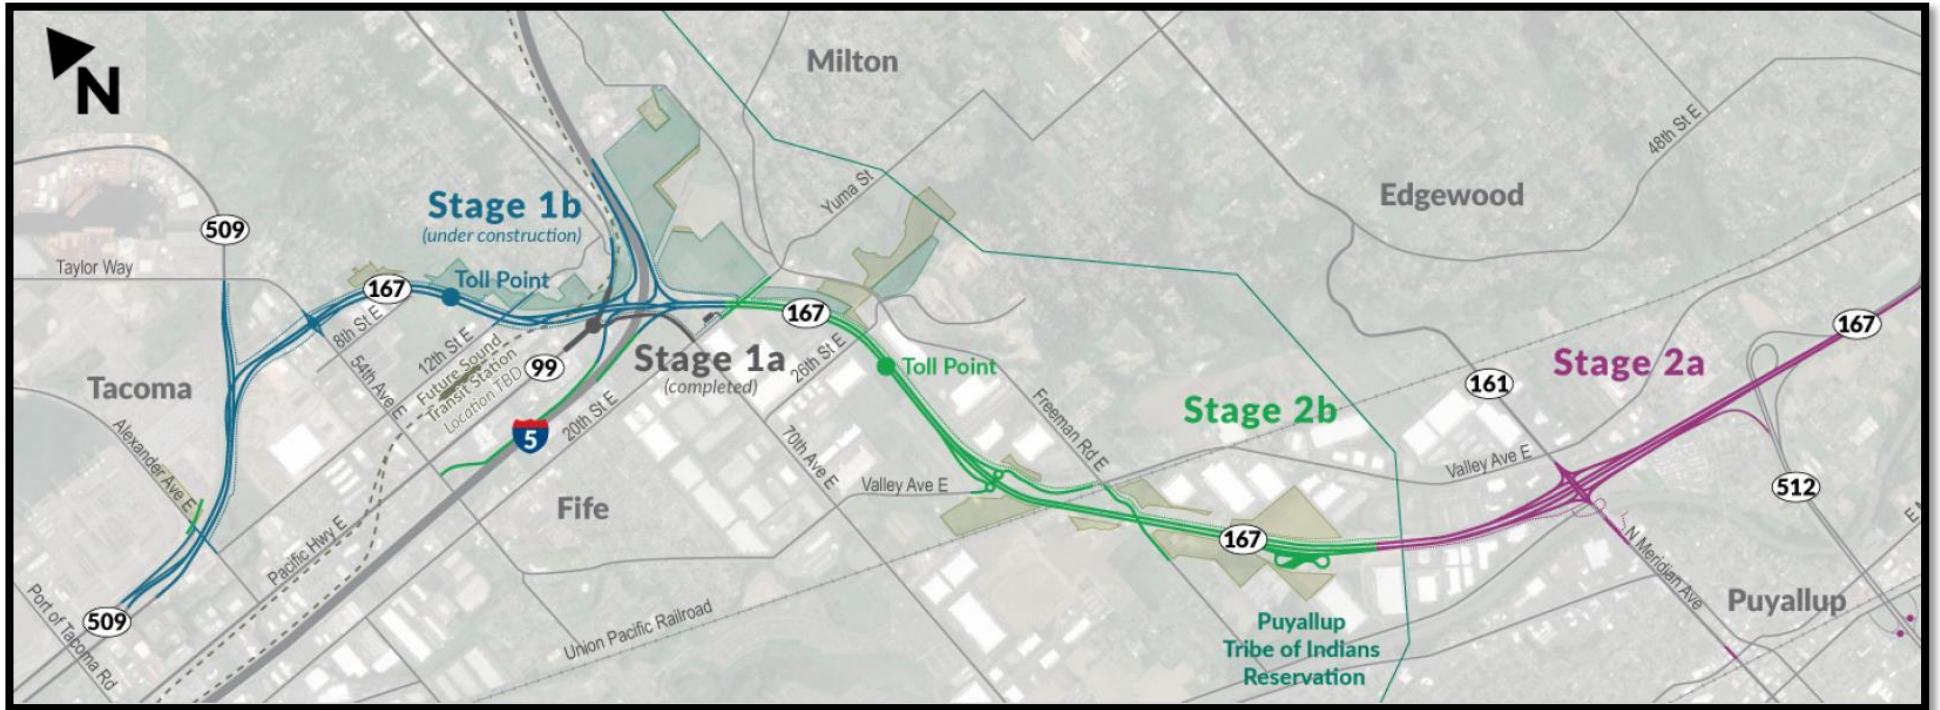 N
Milton
48th St E
Yuma St
Edgewood
Stage 1b
(under construction)
509
Taylor Way
Toll Point
167
167
167
8th St E
12th St E
Future Sound
Transit Station
Location TBD
99
Stage 1a
(completed)
26th St E
Toll Point
Stage 2a
161
Tacoma
54th Ave E
5
20th St E
Freeman Rd E
Stage 2b
Alexander Ave E
70th Ave E
Valley Ave E
Valley Ave E
512
Fife
Pacific Hwy E
167
N Meridian Ave
Puyallup
Port of Tacoma Rd
509
Union Pacific Railroad
Puyallup
Tribe of Indians
Reservation